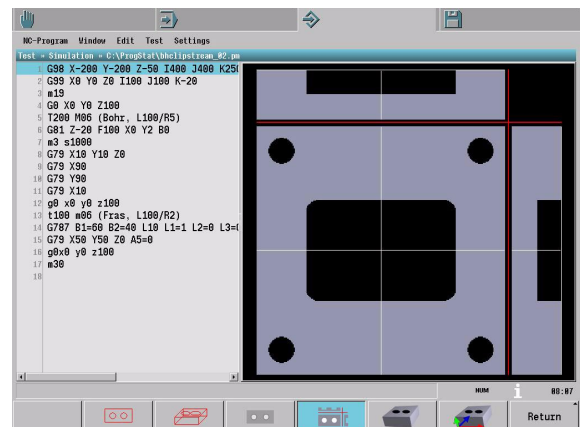 NC-Program Window Edit Test Settings
Test » Simulation » C:\ProgStat\bhclipstream_02.pm
1 G98 X-200 Y-200 Z-50 I400 J400 K250
2 G99 X0 Y0 Z0 I100 J100 K-20
3 m19
4 G0 X0 Y0 Z100
5 T200 M06 (Bohr, L100/R5)
6 G81 Z-20 F100 X0 Y2 B0
7 m3 s1000
8 G79 X10 Y10 Z0
9 G79 X90
10 G79 Y90
11 G79 X10
12 g0 x0 y0 z100
13 t100 m06 (Fras, L100/R2)
14 G787 B1=60 B2=40 L10 L1=1 L2=0 L3=
15 G79 X50 Y50 Z0 A5=0
16 g0x0 y0 z100
17 m30
18
NUM 08:07
Return